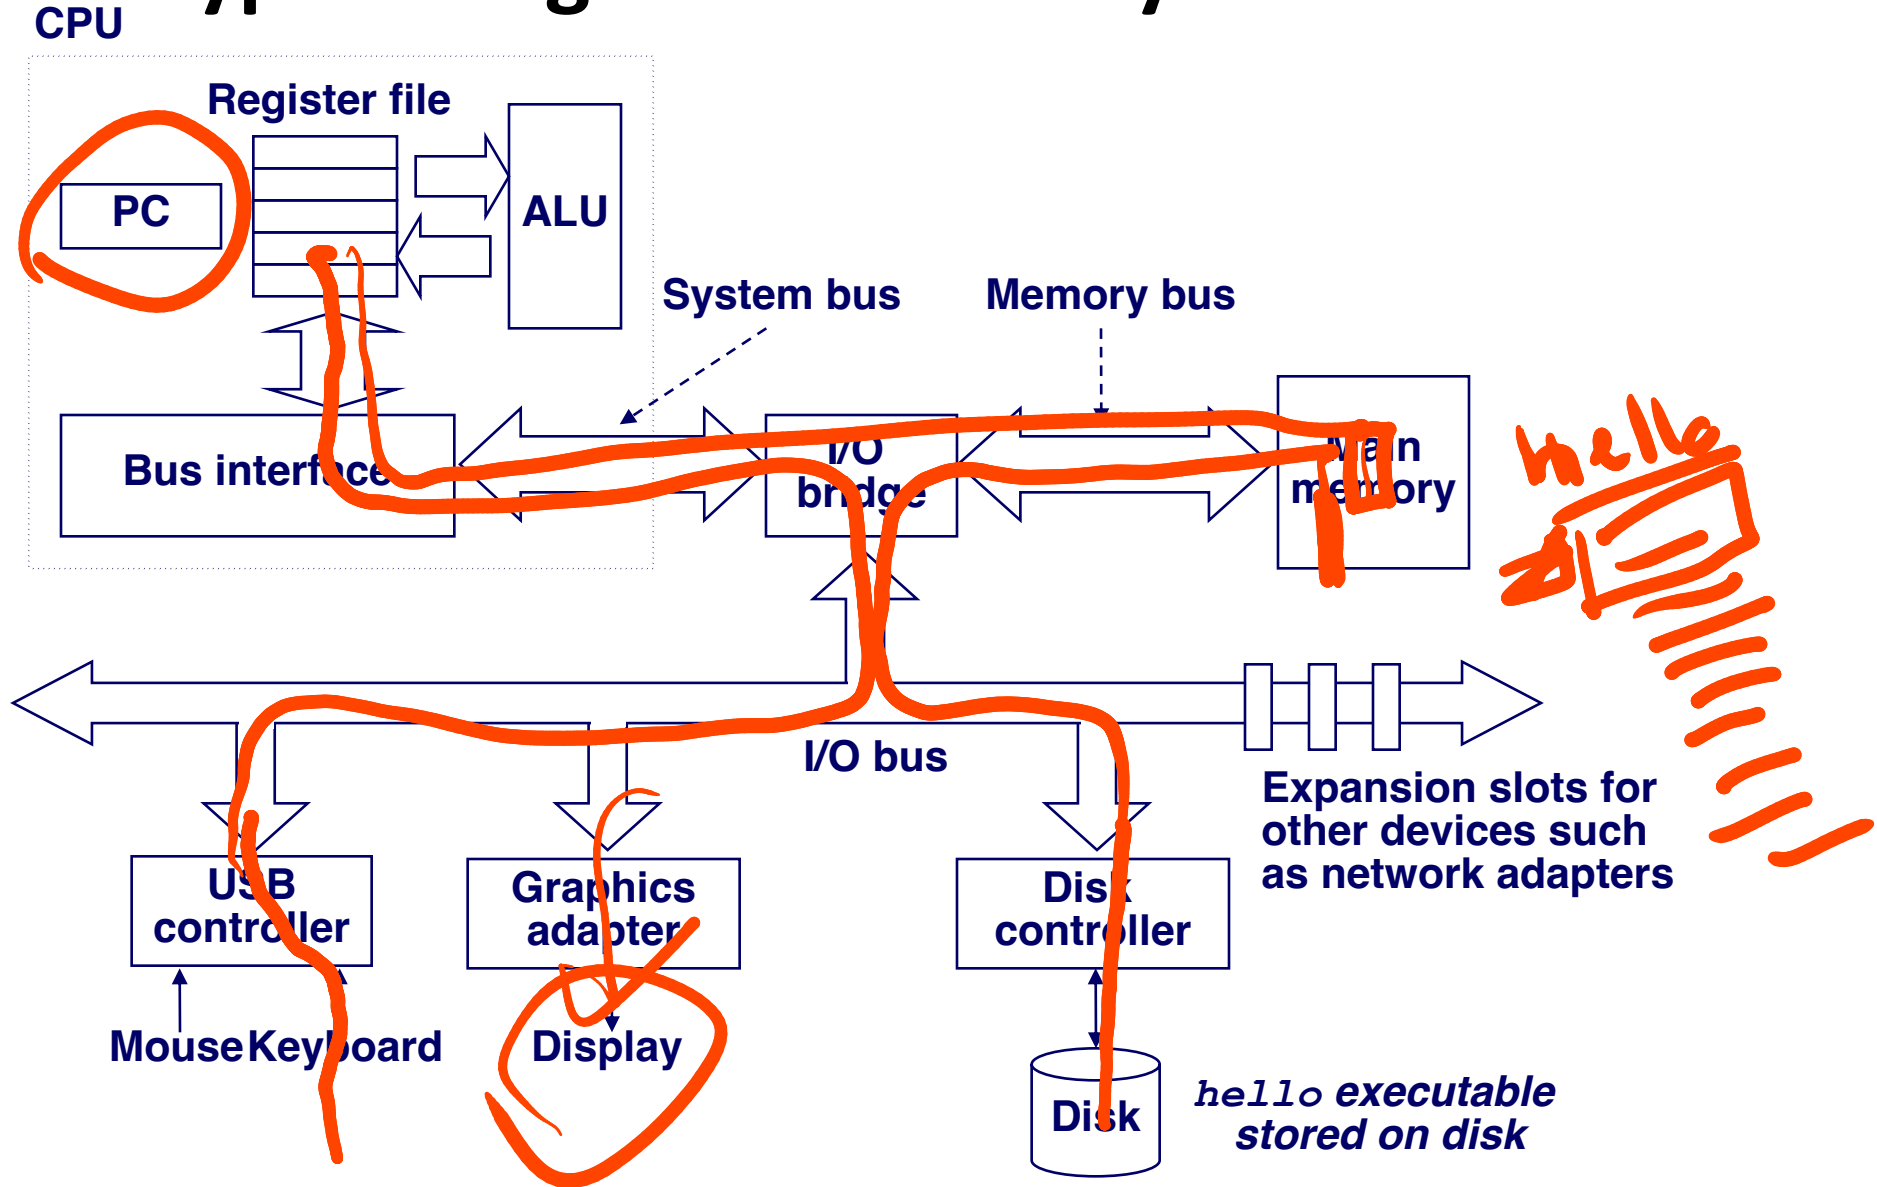 CPU
Register file
PC
ALU
System bus
Memory bus
Bus interface
I/O
bridge
Main
memory
hello
I/O bus
Expansion slots for
other devices such
as network adapters
USB
controller
Graphics
adapter
Disk
controller
Mouse
Keyboard
Display
Disk
hello executable
stored on disk